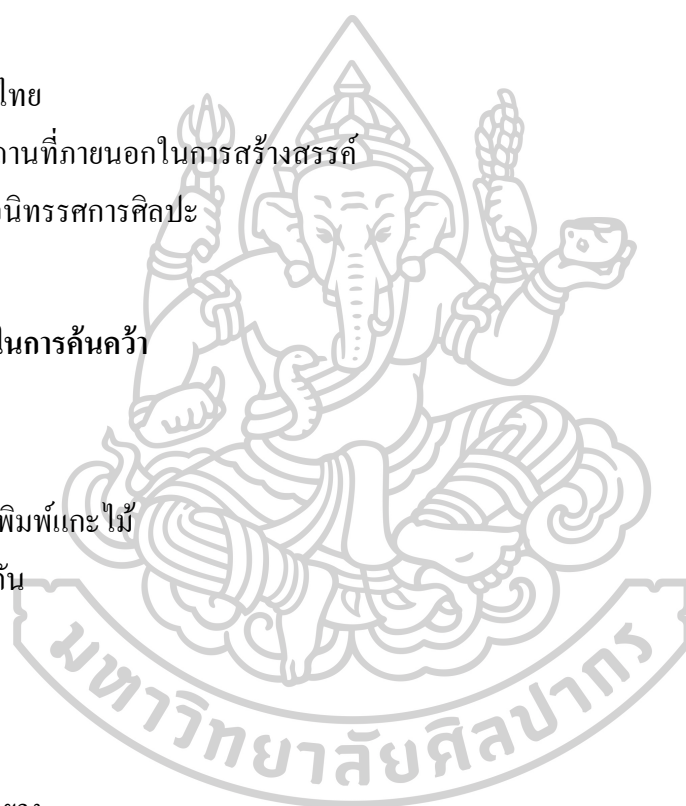 ไทย
านที่ภายนอกในการสร้างสรรค์
นิทรรศการศิลปะ
ในการค้นคว้า
พิมพ์แกะไม้
กัน
มหาวิทยาลัยศิลปากร